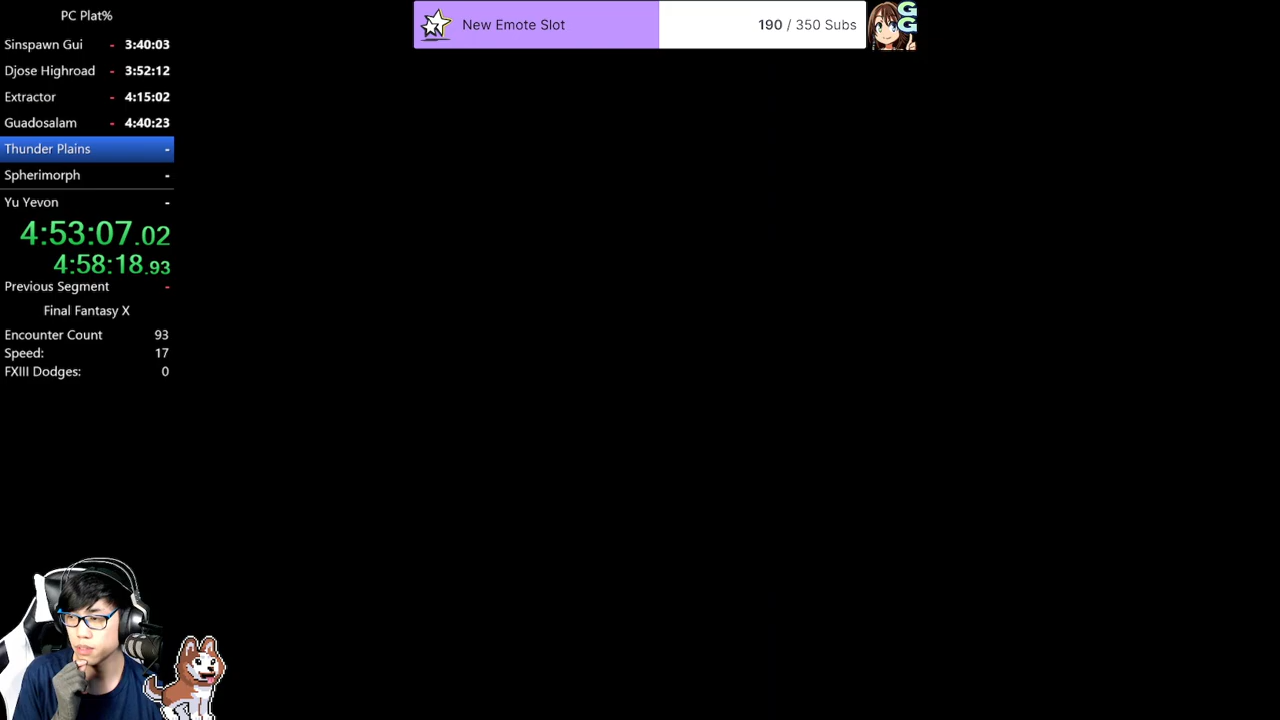 PC Plat%
Sinspawn Gui - 3:40:03
Djose Highroad - 3:52:12
Extractor - 4:15:02
Guadosalam - 4:40:23
Thunder Plains -
Spherimorph -
Yu Yevon -
4:53:07.02
4:58:18.93
Previous Segment -
Final Fantasy X
Encounter Count 93
Speed: 17
FXIII Dodges: 0
New Emote Slot 190 / 350 Subs
GG